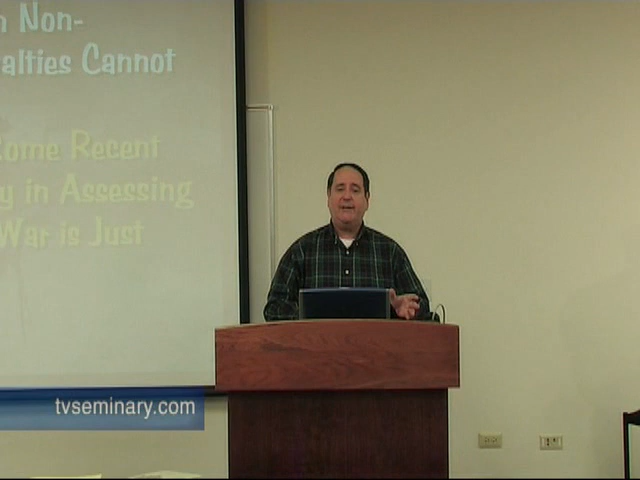 n Non-
alties Cannot
ome Recent
y in Assessing
War is Just
tvseminary.com